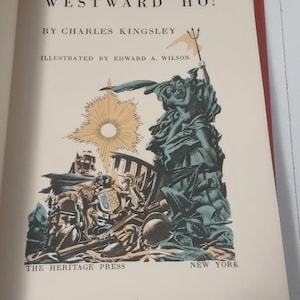 WESTWARD HO!
BY CHARLES KINGSLEY
ILLUSTRATED BY EDWARD A. WILSON
THE HERITAGE PRESS NEW YORK